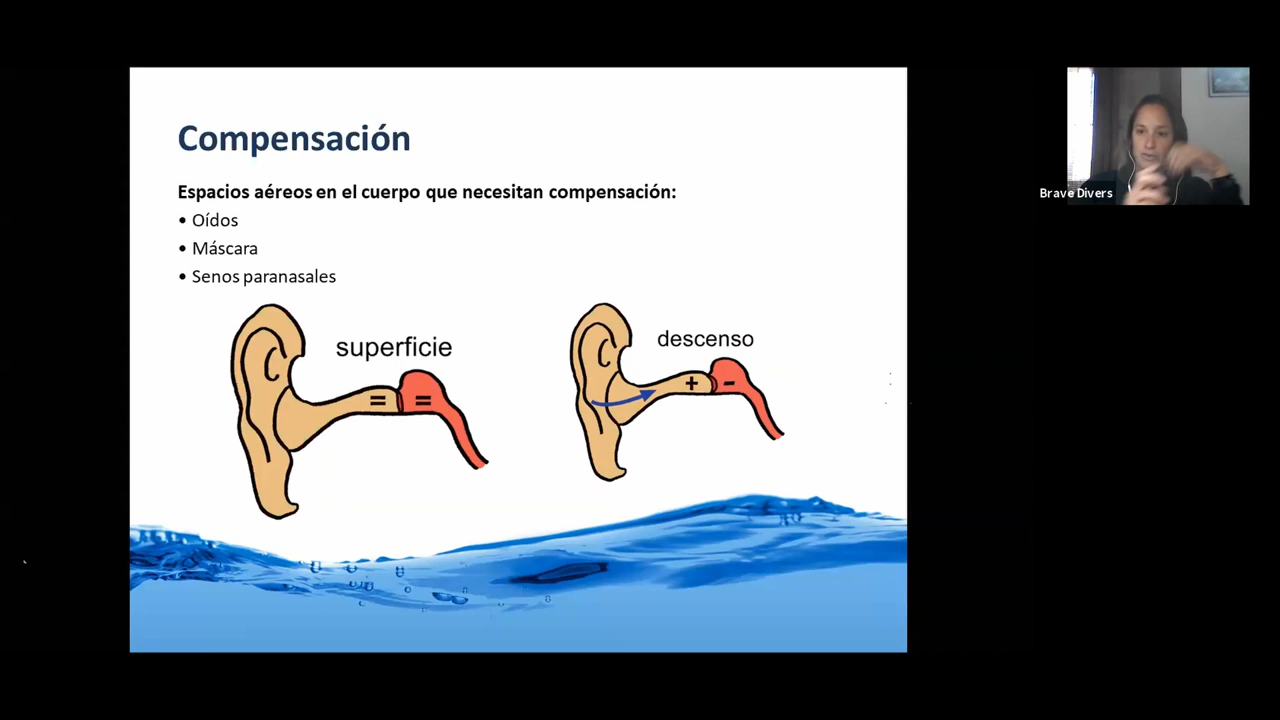 Compensación
Espacios aéreos en el cuerpo que necesitan compensación:
• Oídos
• Máscara
• Senos paranasales
superficie
descenso
= =
+ -
Brave Divers